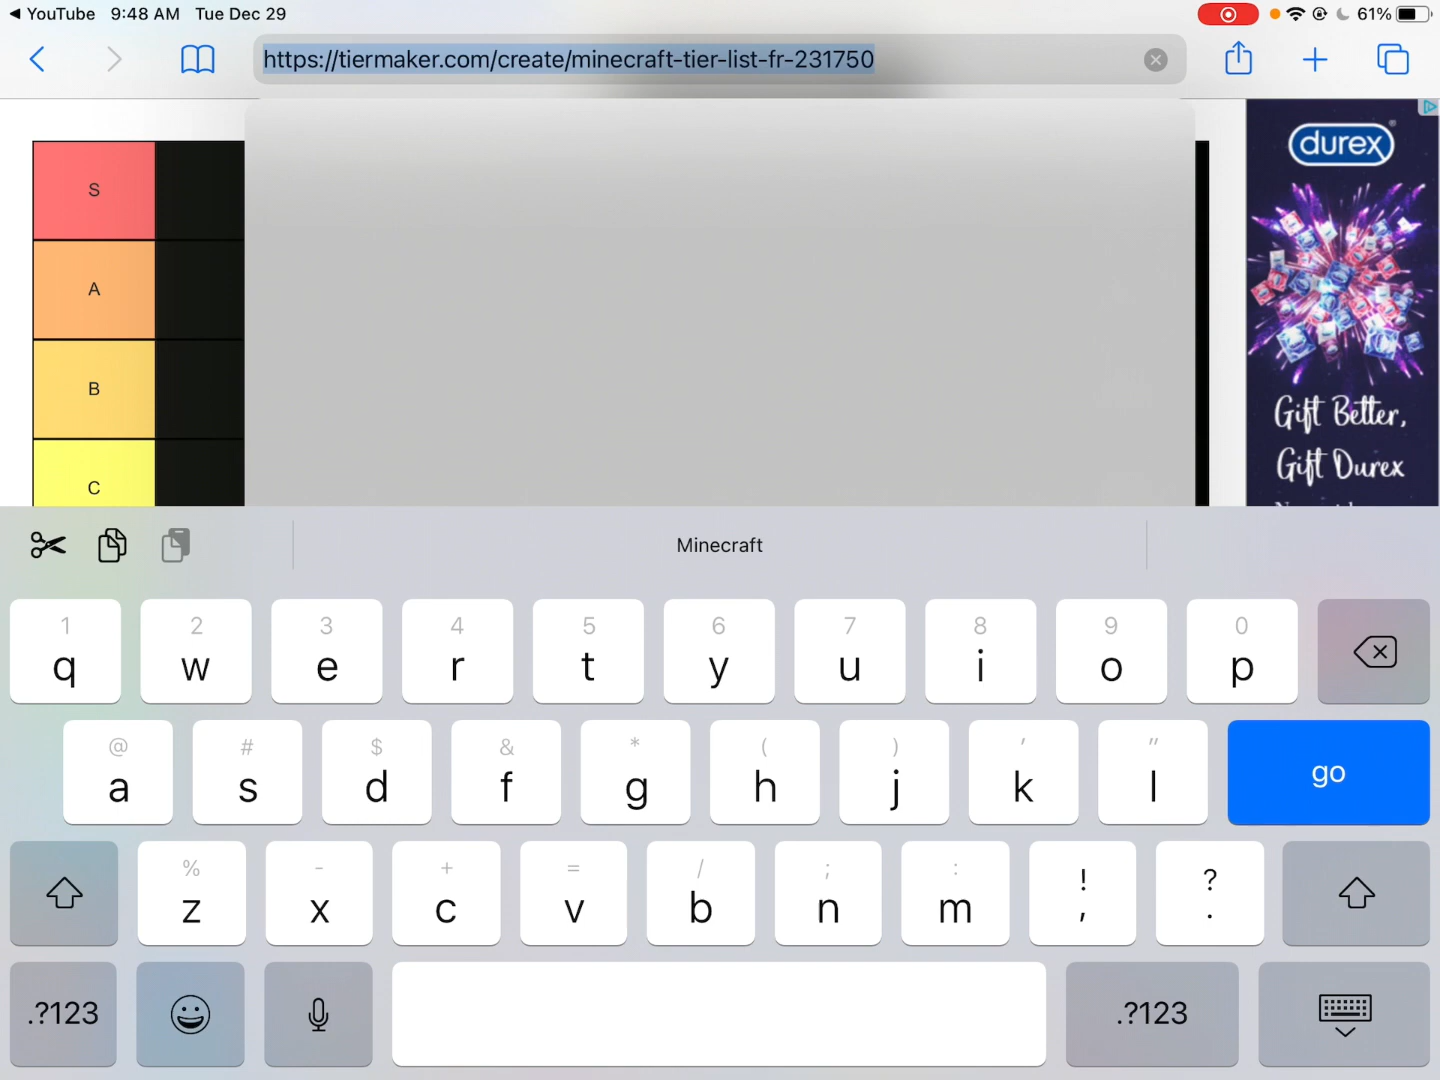 YouTube 9:48 AM Tue Dec 29 61%
https://tiermaker.com/create/minecraft-tier-list-fr-231750
durex
S
A
B
C
Gift Better,
Gift Durex
Minecraft
1 2 3 4 5 6 7 8 9 0
q w e r t y u i o p
@ # $ & * ( ) ' "
a s d f g h j k l go
% - + = / ; : ! ?
z x c v b n m , .
.?123 .?123